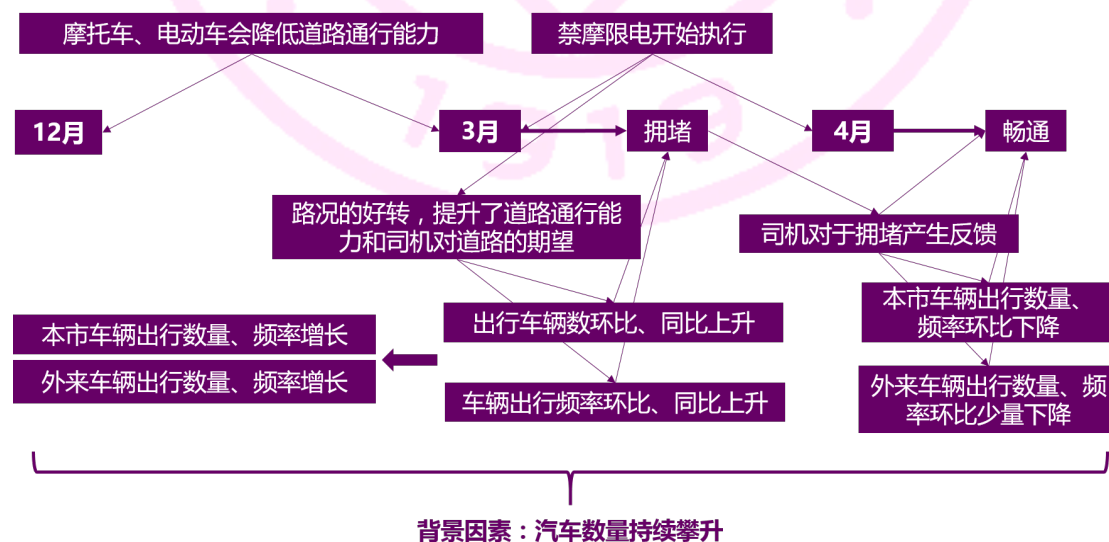 摩托车、电动车会降低道路通行能力
禁摩限电开始执行
12月
3月
拥堵
4月
畅通
路况的好转，提升了道路通行能
力和司机对道路的期望
司机对于拥堵产生反馈
出行车辆数环比、同比上升
车辆出行频率环比、同比上升
本市车辆出行数量、频率增长
外来车辆出行数量、频率增长
本市车辆出行数量、
频率环比下降
外来车辆出行数量、频
率环比少量下降
背景因素：汽车数量持续攀升
1910